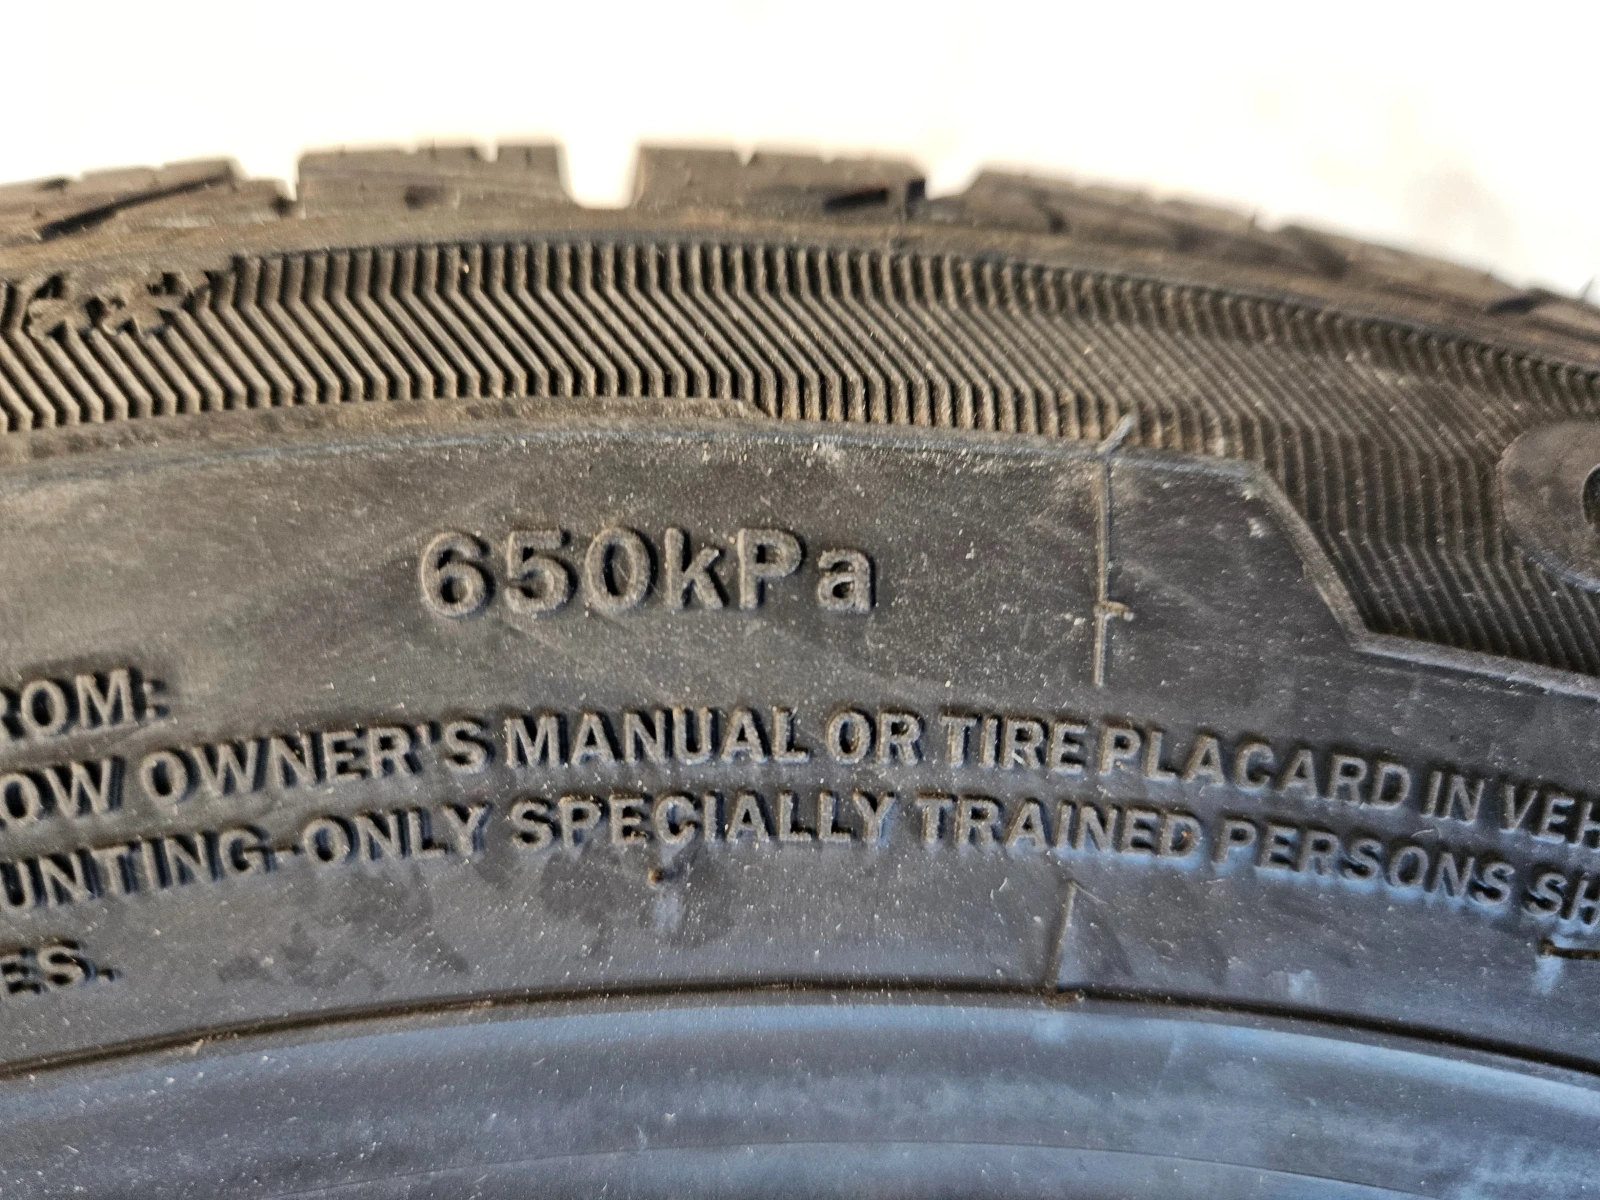 650kPa
ROM:
OW OWNER'S MANUAL OR TIRE PLACARD IN VEH
UNTING-ONLY SPECIALLY TRAINED PERSONS SH
ES.